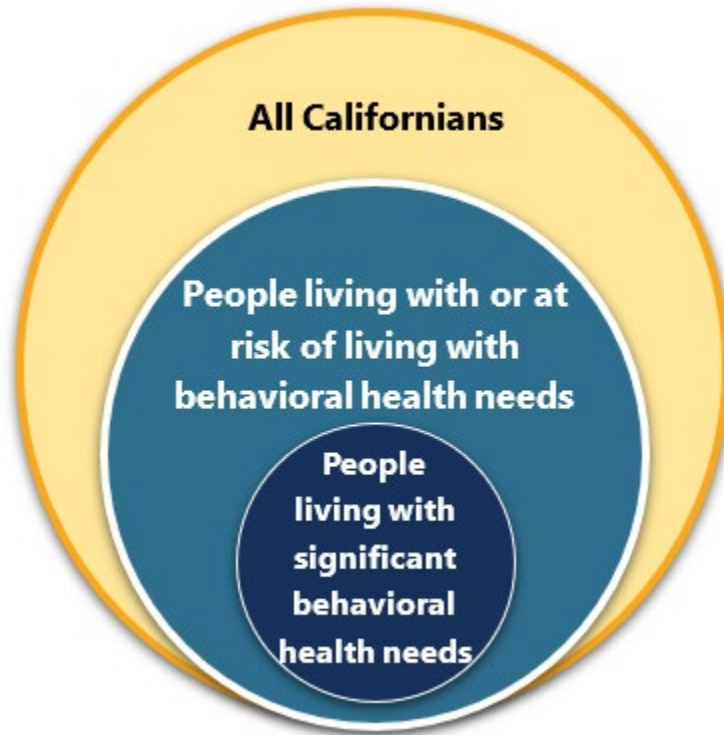 All Californians
People living with or at
risk of living with
behavioral health needs
People
living with
significant
behavioral
health needs